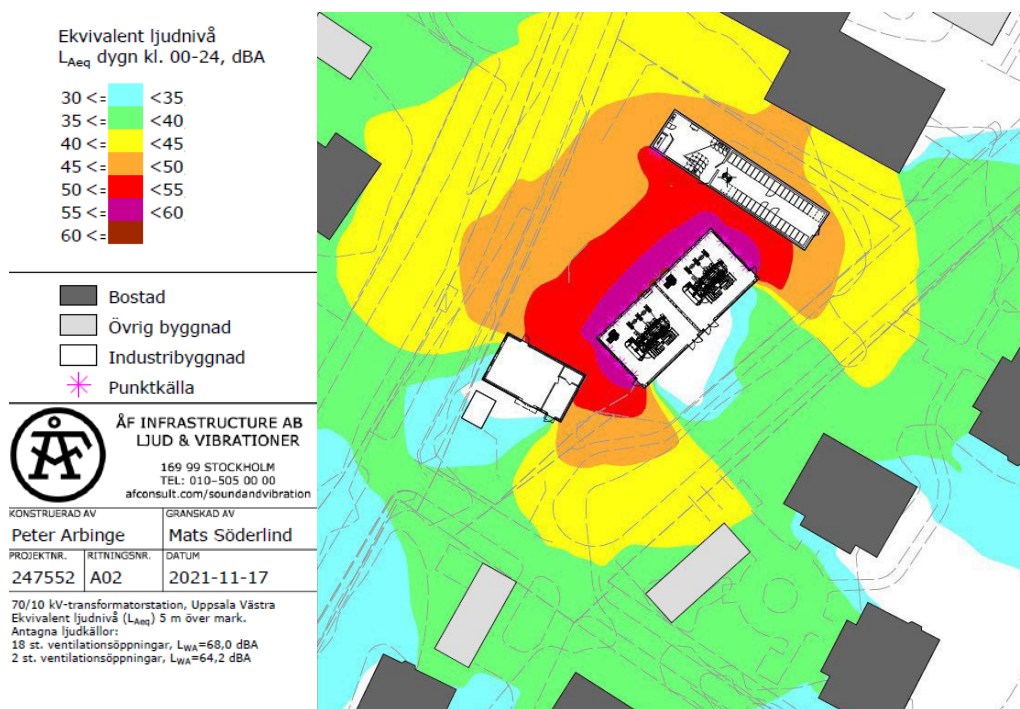 Ekvivalent ljudnivå
LAeq dygn kl. 00-24, dBA
30 <= <35
35 <= <40
40 <= <45
45 <= <50
50 <= <55
55 <= <60
60 <=
Bostad
Övrig byggnad
Industribyggnad
Punktkälla
ÅF
ÅF INFRASTRUCTURE AB
LJUD & VIBRATIONER
169 99 STOCKHOLM
TEL: 010-505 00 00
afconsult.com/soundandvibration
KONSTRUERAD AV GRANSKAD AV
Peter Arbinge Mats Söderlind
PROJEKTNR. RITNINGSNR. DATUM
247552 A02 2021-11-17
70/10 kV-transformatorstation, Uppsala Västra
Ekvivalent ljudnivå (LAeq) 5 m över mark.
Antagna ljudkällor:
18 st. ventilationsöppningar, LWA=68,0 dBA
2 st. ventilationsöppningar, LWA=64,2 dBA